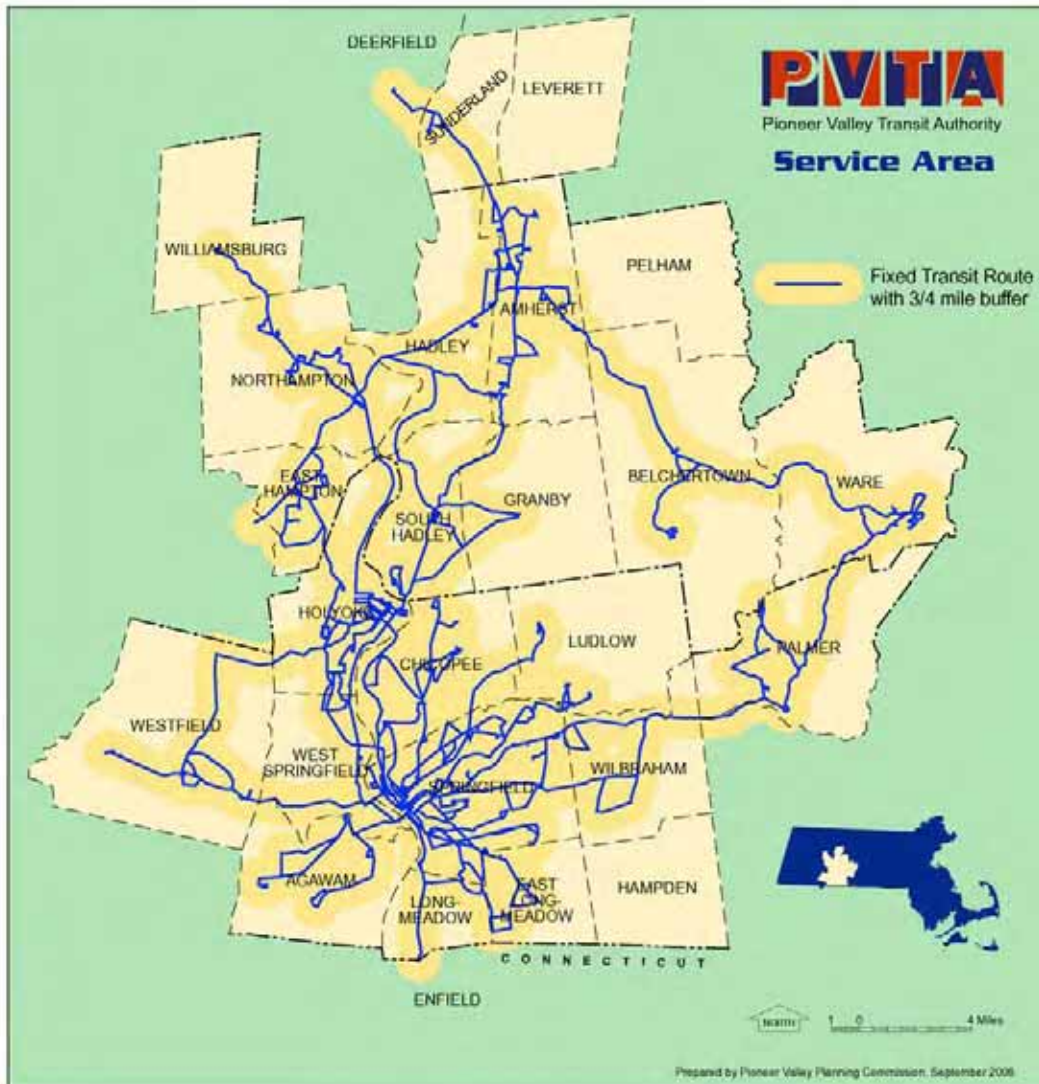 DEERFIELD
SUNDERLAND
LEVERETT
PVTA
Pioneer Valley Transit Authority
Service Area
WILLIAMSBURG
PELHAM
Fixed Transit Route
with 3/4 mile buffer
AMHERST
HADLEY
NORTHAMPTON
EAST
HAMPTON
BELCHERTOWN
WARE
GRANBY
SOUTH
HADLEY
HOLYOKE
LUDLOW
PALMER
CHICOPEE
WESTFIELD
WEST
SPRINGFIELD
SPRINGFIELD
WILBRAHAM
AGAWAM
LONG-
MEADOW
EAST
LONG-
MEADOW
HAMPDEN
CONNECTICUT
ENFIELD
NORTH
1 0 4 Miles
Prepared by Pioneer Valley Planning Commission, September 2006